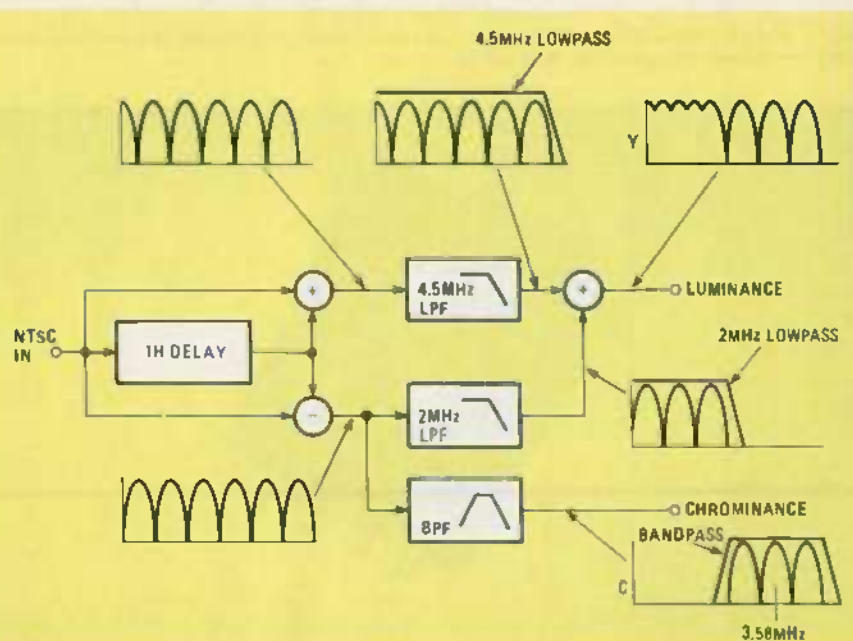 4.5MHz LOWPASS
Y
4.5MHz
LPF
LUMINANCE
NTSC
IN
1H DELAY
2MHz LOWPASS
2MHz
LPF
CHROMINANCE
BPF
BANDPASS
C
3.58MHz
+
+
−